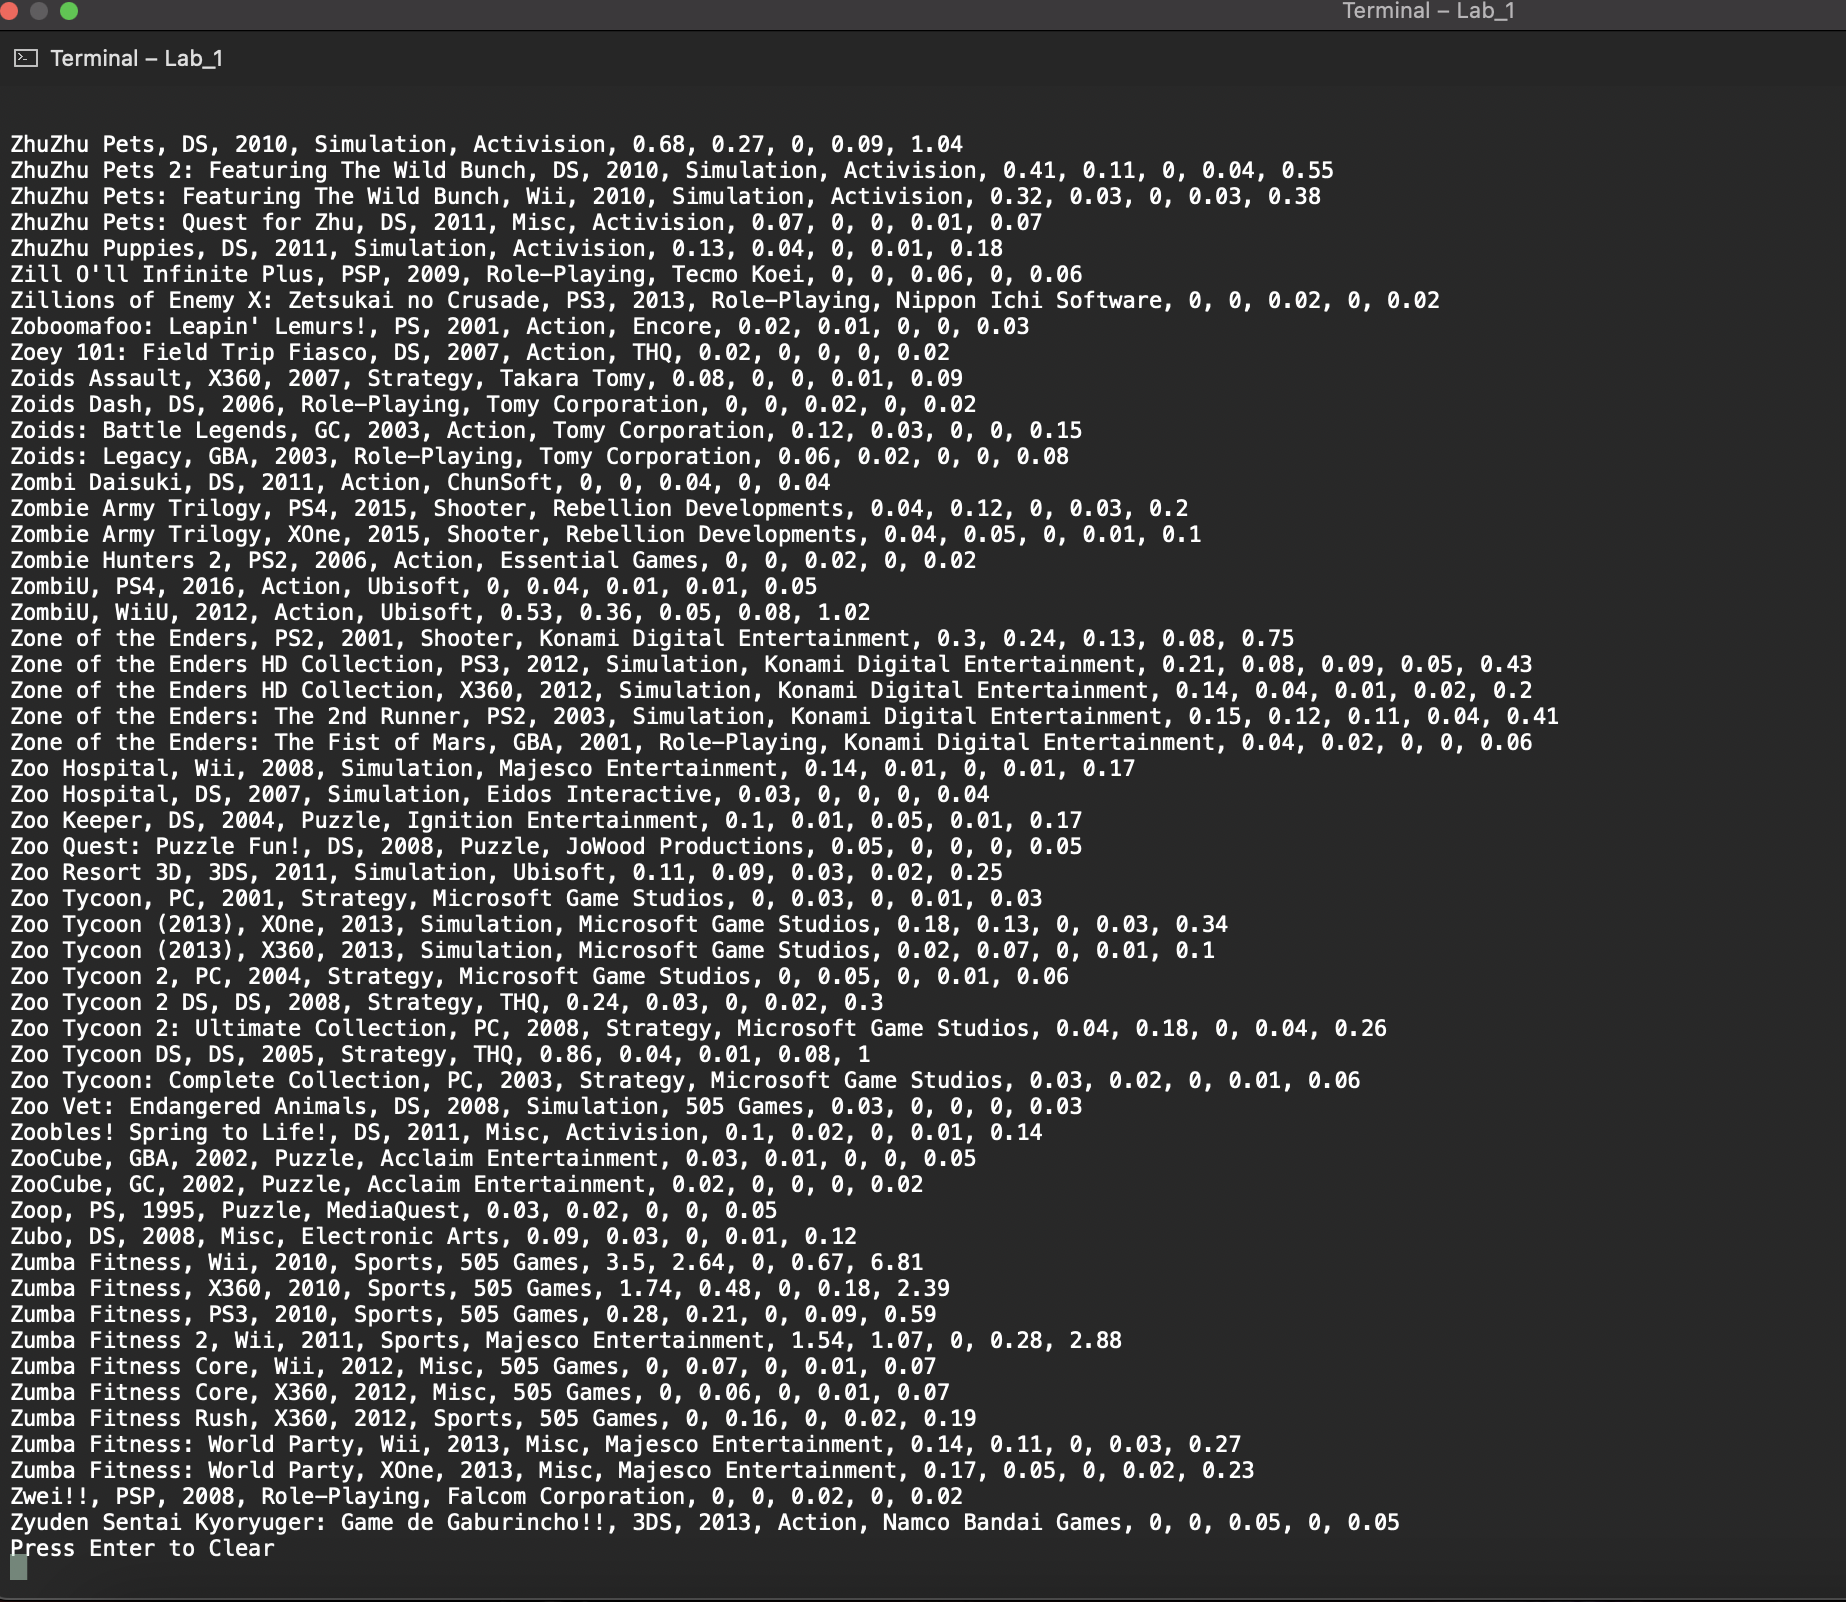 Terminal – Lab_1
Terminal – Lab_1
ZhuZhu Pets, DS, 2010, Simulation, Activision, 0.68, 0.27, 0, 0.09, 1.04
ZhuZhu Pets 2: Featuring The Wild Bunch, DS, 2010, Simulation, Activision, 0.41, 0.11, 0, 0.04, 0.55
ZhuZhu Pets: Featuring The Wild Bunch, Wii, 2010, Simulation, Activision, 0.32, 0.03, 0, 0.03, 0.38
ZhuZhu Pets: Quest for Zhu, DS, 2011, Misc, Activision, 0.07, 0, 0, 0.01, 0.07
ZhuZhu Puppies, DS, 2011, Simulation, Activision, 0.13, 0.04, 0, 0.01, 0.18
Zill O'll Infinite Plus, PSP, 2009, Role-Playing, Tecmo Koei, 0, 0, 0.06, 0, 0.06
Zillions of Enemy X: Zetsukai no Crusade, PS3, 2013, Role-Playing, Nippon Ichi Software, 0, 0, 0.02, 0, 0.02
Zoboomafoo: Leapin' Lemurs!, PS, 2001, Action, Encore, 0.02, 0.01, 0, 0, 0.03
Zoey 101: Field Trip Fiasco, DS, 2007, Action, THQ, 0.02, 0, 0, 0, 0.02
Zoids Assault, X360, 2007, Strategy, Takara Tomy, 0.08, 0, 0, 0.01, 0.09
Zoids Dash, DS, 2006, Role-Playing, Tomy Corporation, 0, 0, 0.02, 0, 0.02
Zoids: Battle Legends, GC, 2003, Action, Tomy Corporation, 0.12, 0.03, 0, 0, 0.15
Zoids: Legacy, GBA, 2003, Role-Playing, Tomy Corporation, 0.06, 0.02, 0, 0, 0.08
Zombi Daisuki, DS, 2011, Action, ChunSoft, 0, 0, 0.04, 0, 0.04
Zombie Army Trilogy, PS4, 2015, Shooter, Rebellion Developments, 0.04, 0.12, 0, 0.03, 0.2
Zombie Army Trilogy, XOne, 2015, Shooter, Rebellion Developments, 0.04, 0.05, 0, 0.01, 0.1
Zombie Hunters 2, PS2, 2006, Action, Essential Games, 0, 0, 0.02, 0, 0.02
ZombiU, PS4, 2016, Action, Ubisoft, 0, 0.04, 0.01, 0.01, 0.05
ZombiU, WiiU, 2012, Action, Ubisoft, 0.53, 0.36, 0.05, 0.08, 1.02
Zone of the Enders, PS2, 2001, Shooter, Konami Digital Entertainment, 0.3, 0.24, 0.13, 0.08, 0.75
Zone of the Enders HD Collection, PS3, 2012, Simulation, Konami Digital Entertainment, 0.21, 0.08, 0.09, 0.05, 0.43
Zone of the Enders HD Collection, X360, 2012, Simulation, Konami Digital Entertainment, 0.14, 0.04, 0.01, 0.02, 0.2
Zone of the Enders: The 2nd Runner, PS2, 2003, Simulation, Konami Digital Entertainment, 0.15, 0.12, 0.11, 0.04, 0.41
Zone of the Enders: The Fist of Mars, GBA, 2001, Role-Playing, Konami Digital Entertainment, 0.04, 0.02, 0, 0, 0.06
Zoo Hospital, Wii, 2008, Simulation, Majesco Entertainment, 0.14, 0.01, 0, 0.01, 0.17
Zoo Hospital, DS, 2007, Simulation, Eidos Interactive, 0.03, 0, 0, 0, 0.04
Zoo Keeper, DS, 2004, Puzzle, Ignition Entertainment, 0.1, 0.01, 0.05, 0.01, 0.17
Zoo Quest: Puzzle Fun!, DS, 2008, Puzzle, JoWood Productions, 0.05, 0, 0, 0, 0.05
Zoo Resort 3D, 3DS, 2011, Simulation, Ubisoft, 0.11, 0.09, 0.03, 0.02, 0.25
Zoo Tycoon, PC, 2001, Strategy, Microsoft Game Studios, 0, 0.03, 0, 0.01, 0.03
Zoo Tycoon (2013), XOne, 2013, Simulation, Microsoft Game Studios, 0.18, 0.13, 0, 0.03, 0.34
Zoo Tycoon (2013), X360, 2013, Simulation, Microsoft Game Studios, 0.02, 0.07, 0, 0.01, 0.1
Zoo Tycoon 2, PC, 2004, Strategy, Microsoft Game Studios, 0, 0.05, 0, 0.01, 0.06
Zoo Tycoon 2 DS, DS, 2008, Strategy, THQ, 0.24, 0.03, 0, 0.02, 0.3
Zoo Tycoon 2: Ultimate Collection, PC, 2008, Strategy, Microsoft Game Studios, 0.04, 0.18, 0, 0.04, 0.26
Zoo Tycoon DS, DS, 2005, Strategy, THQ, 0.86, 0.04, 0.01, 0.08, 1
Zoo Tycoon: Complete Collection, PC, 2003, Strategy, Microsoft Game Studios, 0.03, 0.02, 0, 0.01, 0.06
Zoo Vet: Endangered Animals, DS, 2008, Simulation, 505 Games, 0.03, 0, 0, 0, 0.03
Zoobles! Spring to Life!, DS, 2011, Misc, Activision, 0.1, 0.02, 0, 0.01, 0.14
ZooCube, GBA, 2002, Puzzle, Acclaim Entertainment, 0.03, 0.01, 0, 0, 0.05
ZooCube, GC, 2002, Puzzle, Acclaim Entertainment, 0.02, 0, 0, 0, 0.02
Zoop, PS, 1995, Puzzle, MediaQuest, 0.03, 0.02, 0, 0, 0.05
Zubo, DS, 2008, Misc, Electronic Arts, 0.09, 0.03, 0, 0.01, 0.12
Zumba Fitness, Wii, 2010, Sports, 505 Games, 3.5, 2.64, 0, 0.67, 6.81
Zumba Fitness, X360, 2010, Sports, 505 Games, 1.74, 0.48, 0, 0.18, 2.39
Zumba Fitness, PS3, 2010, Sports, 505 Games, 0.28, 0.21, 0, 0.09, 0.59
Zumba Fitness 2, Wii, 2011, Sports, Majesco Entertainment, 1.54, 1.07, 0, 0.28, 2.88
Zumba Fitness Core, Wii, 2012, Misc, 505 Games, 0, 0.07, 0, 0.01, 0.07
Zumba Fitness Core, X360, 2012, Misc, 505 Games, 0, 0.06, 0, 0.01, 0.07
Zumba Fitness Rush, X360, 2012, Sports, 505 Games, 0, 0.16, 0, 0.02, 0.19
Zumba Fitness: World Party, Wii, 2013, Misc, Majesco Entertainment, 0.14, 0.11, 0, 0.03, 0.27
Zumba Fitness: World Party, XOne, 2013, Misc, Majesco Entertainment, 0.17, 0.05, 0, 0.02, 0.23
Zwei!!, PSP, 2008, Role-Playing, Falcom Corporation, 0, 0, 0.02, 0, 0.02
Zyuden Sentai Kyoryuger: Game de Gaburincho!!, 3DS, 2013, Action, Namco Bandai Games, 0, 0, 0.05, 0, 0.05
Press Enter to Clear